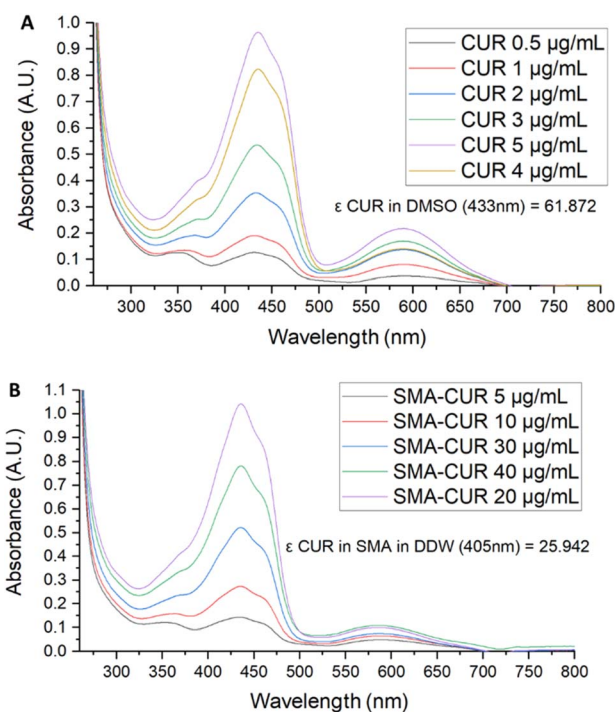 A
Absorbance (A.U.)
1.0
0.9
0.8
0.7
0.6
0.5
0.4
0.3
0.2
0.1
0.0
CUR 0.5 µg/mL
CUR 1 µg/mL
CUR 2 µg/mL
CUR 3 µg/mL
CUR 5 µg/mL
CUR 4 µg/mL
ε CUR in DMSO (433nm) = 61.872
300 350 400 450 500 550 600 650 700 750 800
Wavelength (nm)
B
Absorbance (A.U.)
1.1
1.0
0.9
0.8
0.7
0.6
0.5
0.4
0.3
0.2
0.1
0.0
SMA-CUR 5 µg/mL
SMA-CUR 10 µg/mL
SMA-CUR 30 µg/mL
SMA-CUR 40 µg/mL
SMA-CUR 20 µg/mL
ε CUR in SMA in DDW (405nm) = 25.942
300 350 400 450 500 550 600 650 700 750 800
Wavelength (nm)